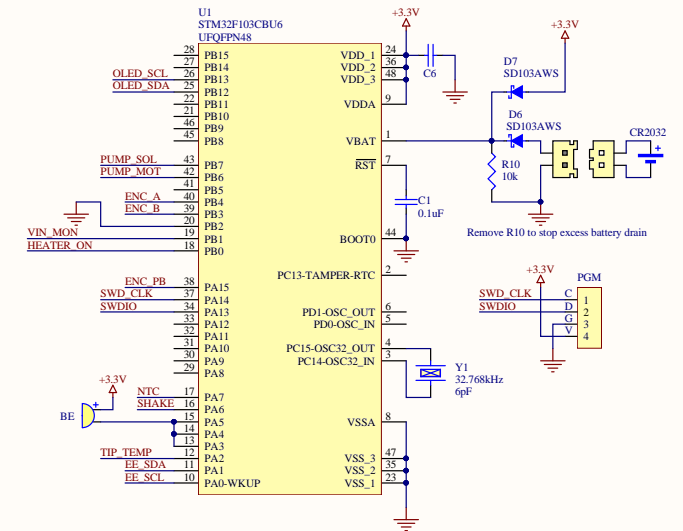 U1
STM32F103CBU6
UFQFPN48
+3.3V
+3.3V
28 PB15 VDD_1 24
27 PB14 VDD_2 36
OLED_SCL 26 PB13 VDD_3 48
OLED_SDA 25 PB12
C6
22 PB11 VDDA 9
21 PB10
46 PB9
45 PB8 VBAT 1
D7
SD103AWS
D6
SD103AWS
CR2032
+
PUMP_SOL 43 PB7 RST 7
PUMP_MOT 42 PB6
R10
10k
41 PB5
ENC_A 40 PB4
ENC_B 39 PB3
C1
0.1uF
20 PB2
VIN_MON 19 PB1 BOOT0 44
HEATER_ON 18 PB0
Remove R10 to stop excess battery drain
PC13-TAMPER-RTC 2
ENC_PB 38 PA15
SWD_CLK 37 PA14
SWDIO 34 PA13 PD1-OSC_OUT 6
33 PA12 PD0-OSC_IN 5
32 PA11
31 PA10 PC15-OSC32_OUT 4
30 PA9 PC14-OSC32_IN 3
29 PA8
+3.3V
PGM
SWD_CLK C 1
SWDIO D 2
G 3
V 4
Y1
32.768kHz
6pF
+3.3V
BE
+
NTC 17 PA7
SHAKE 16 PA6
15 PA5 VSSA 8
14 PA4
13 PA3
TIP_TEMP 12 PA2 VSS_3 47
EE_SDA 11 PA1 VSS_2 35
EE_SCL 10 PA0-WKUP VSS_1 23